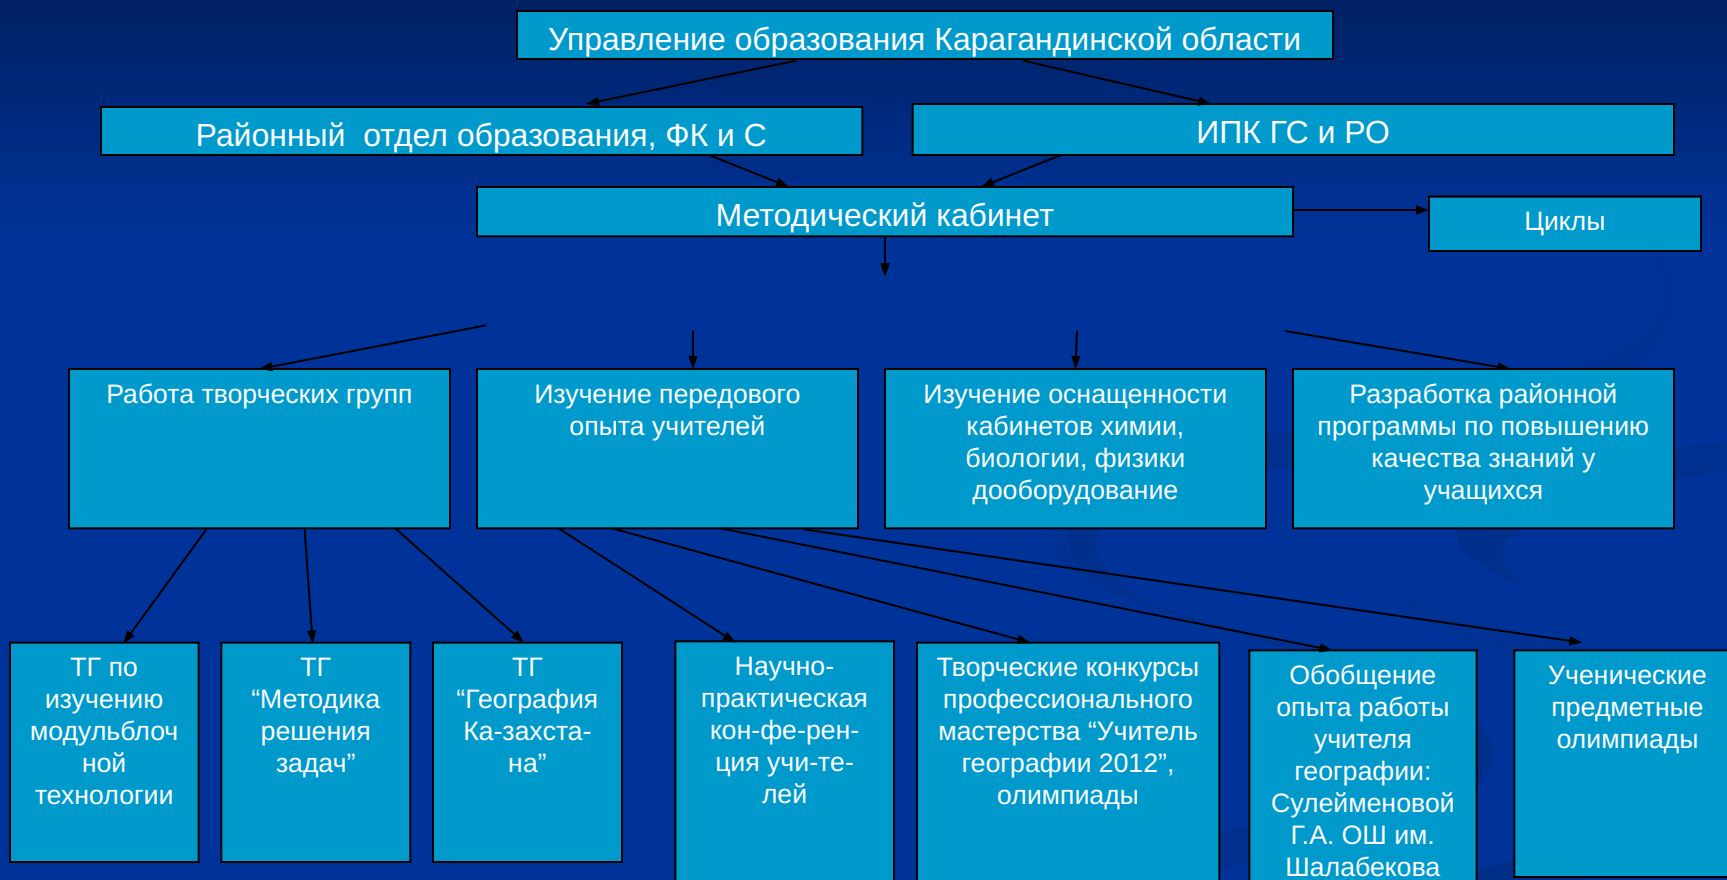 Управление образования Карагандинской области
Районный  отдел образования, ФК и С
ИПК ГС и РО
Методический кабинет
Циклы
Работа творческих групп
Изучение передового
опыта учителей
Изучение оснащенности
кабинетов химии,
биологии, физики
дооборудование
Разработка районной
программы по повышению
качества знаний у
учащихся
ТГ по
изучению
модульблоч
ной
технологии
ТГ
“Методика
решения
задач”
ТГ
“География
Ка-захста-
на”
Научно-
практическая
кон-фе-рен-
ция учи-те-
лей
Творческие конкурсы
профессионального
мастерства “Учитель
географии 2012”,
олимпиады
Обобщение
опыта работы
учителя
географии:
Сулейменовой
Г.А. ОШ им.
Шалабекова
Ученические
предметные
олимпиады